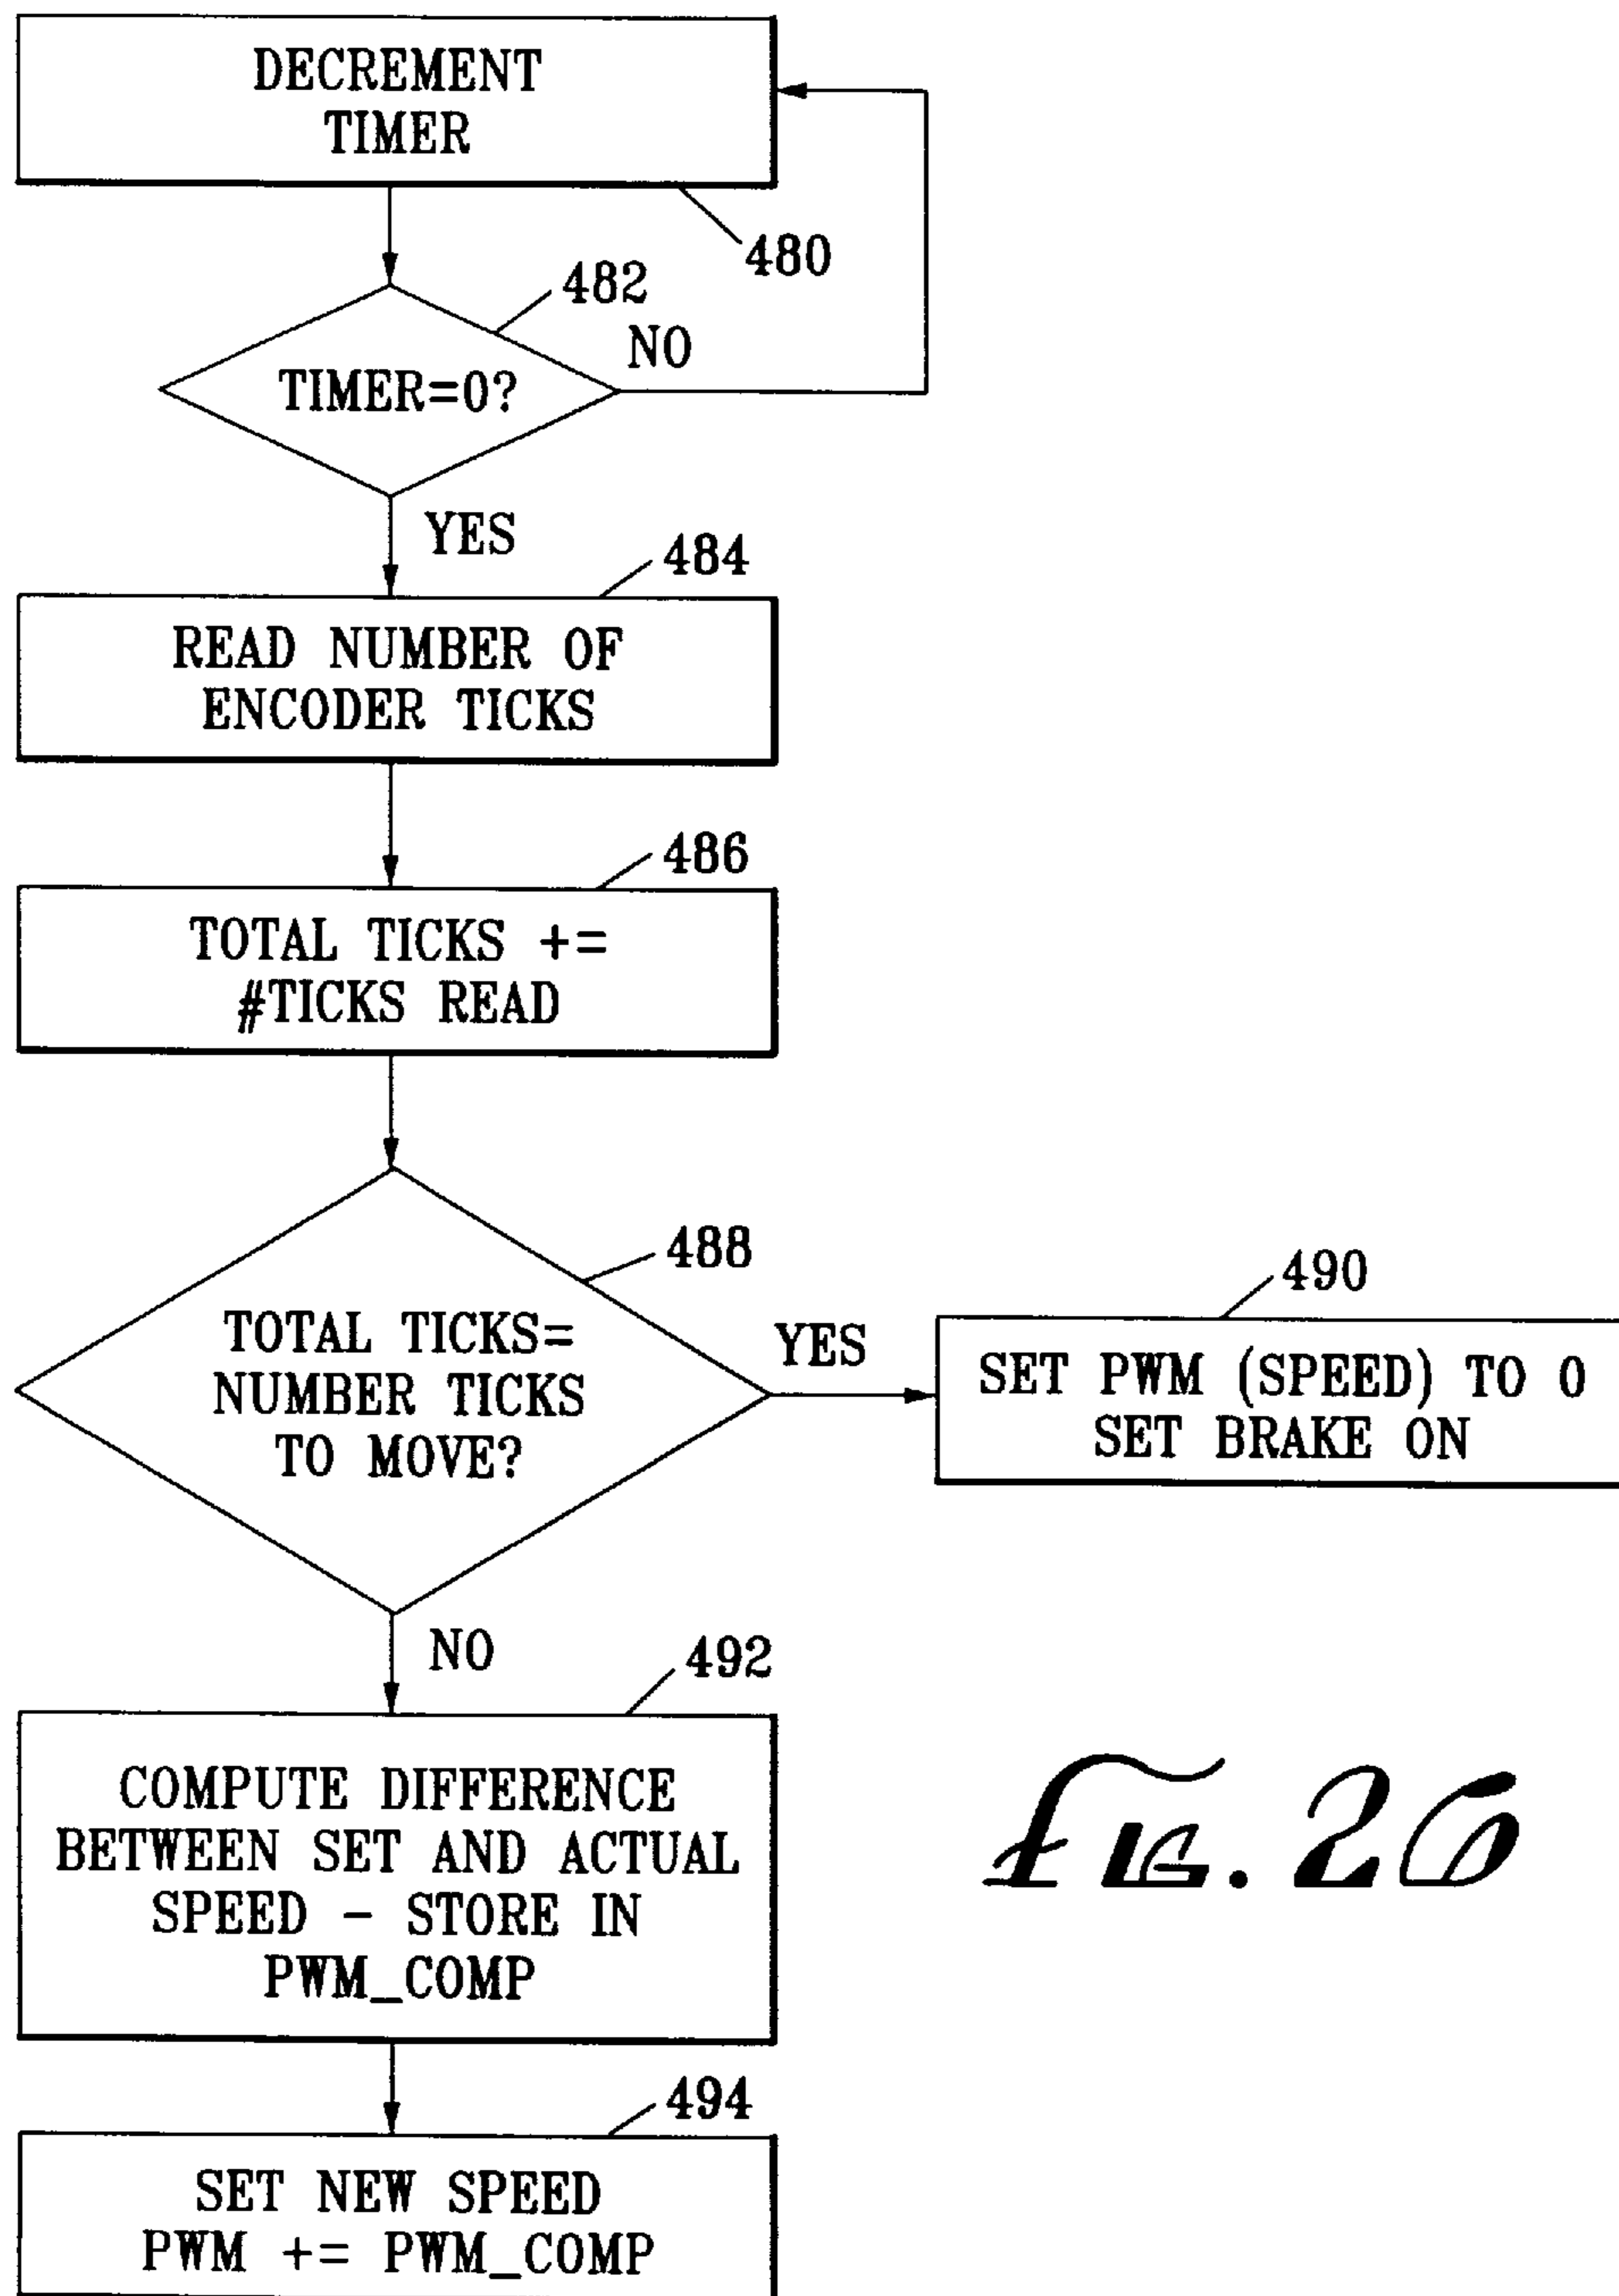 DECREMENT
TIMER
480
482
TIMER=0?
NO
YES
484
READ NUMBER OF
ENCODER TICKS
486
TOTAL TICKS +=
#TICKS READ
488
TOTAL TICKS=
NUMBER TICKS
TO MOVE?
YES
490
SET PWM (SPEED) TO 0
SET BRAKE ON
NO
492
COMPUTE DIFFERENCE
BETWEEN SET AND ACTUAL
SPEED - STORE IN
PWM_COMP
494
SET NEW SPEED
PWM += PWM_COMP
FIG. 26